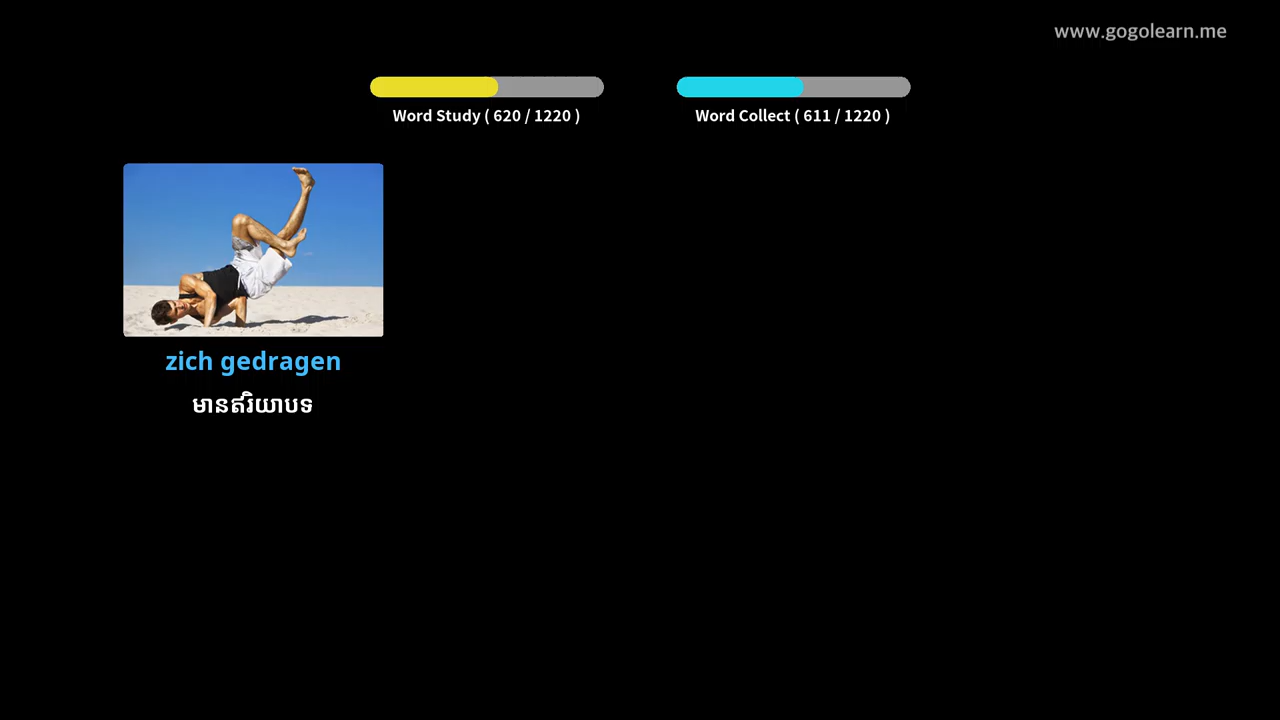 www.gogolearn.me
Word Study ( 620 / 1220 )
Word Collect ( 611 / 1220 )
zich gedragen
មានឥរិយាបទ